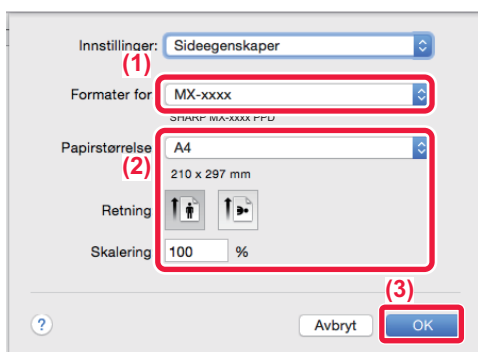 Innstillinger: Sideegenskaper
(1)
Formater for MX-xxxx
SHARP MX-xxxx PPD
Papirstørrelse A4
(2)
210 x 297 mm
Retning
Skalering 100 %
(3)
? Avbryt OK